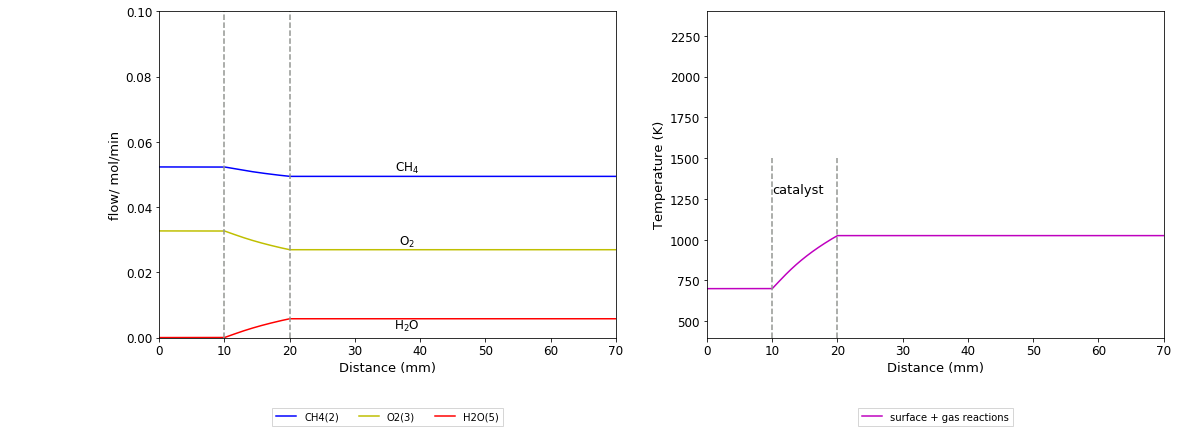 0.10
0.08
0.06
0.04
0.02
0.00
flow/ mol/min
CH₄
O₂
H₂O
0 10 20 30 40 50 60 70
Distance (mm)
CH4(2) O2(3) H2O(5)
2250
2000
1750
1500
1250
1000
750
500
Temperature (K)
catalyst
0 10 20 30 40 50 60 70
Distance (mm)
surface + gas reactions